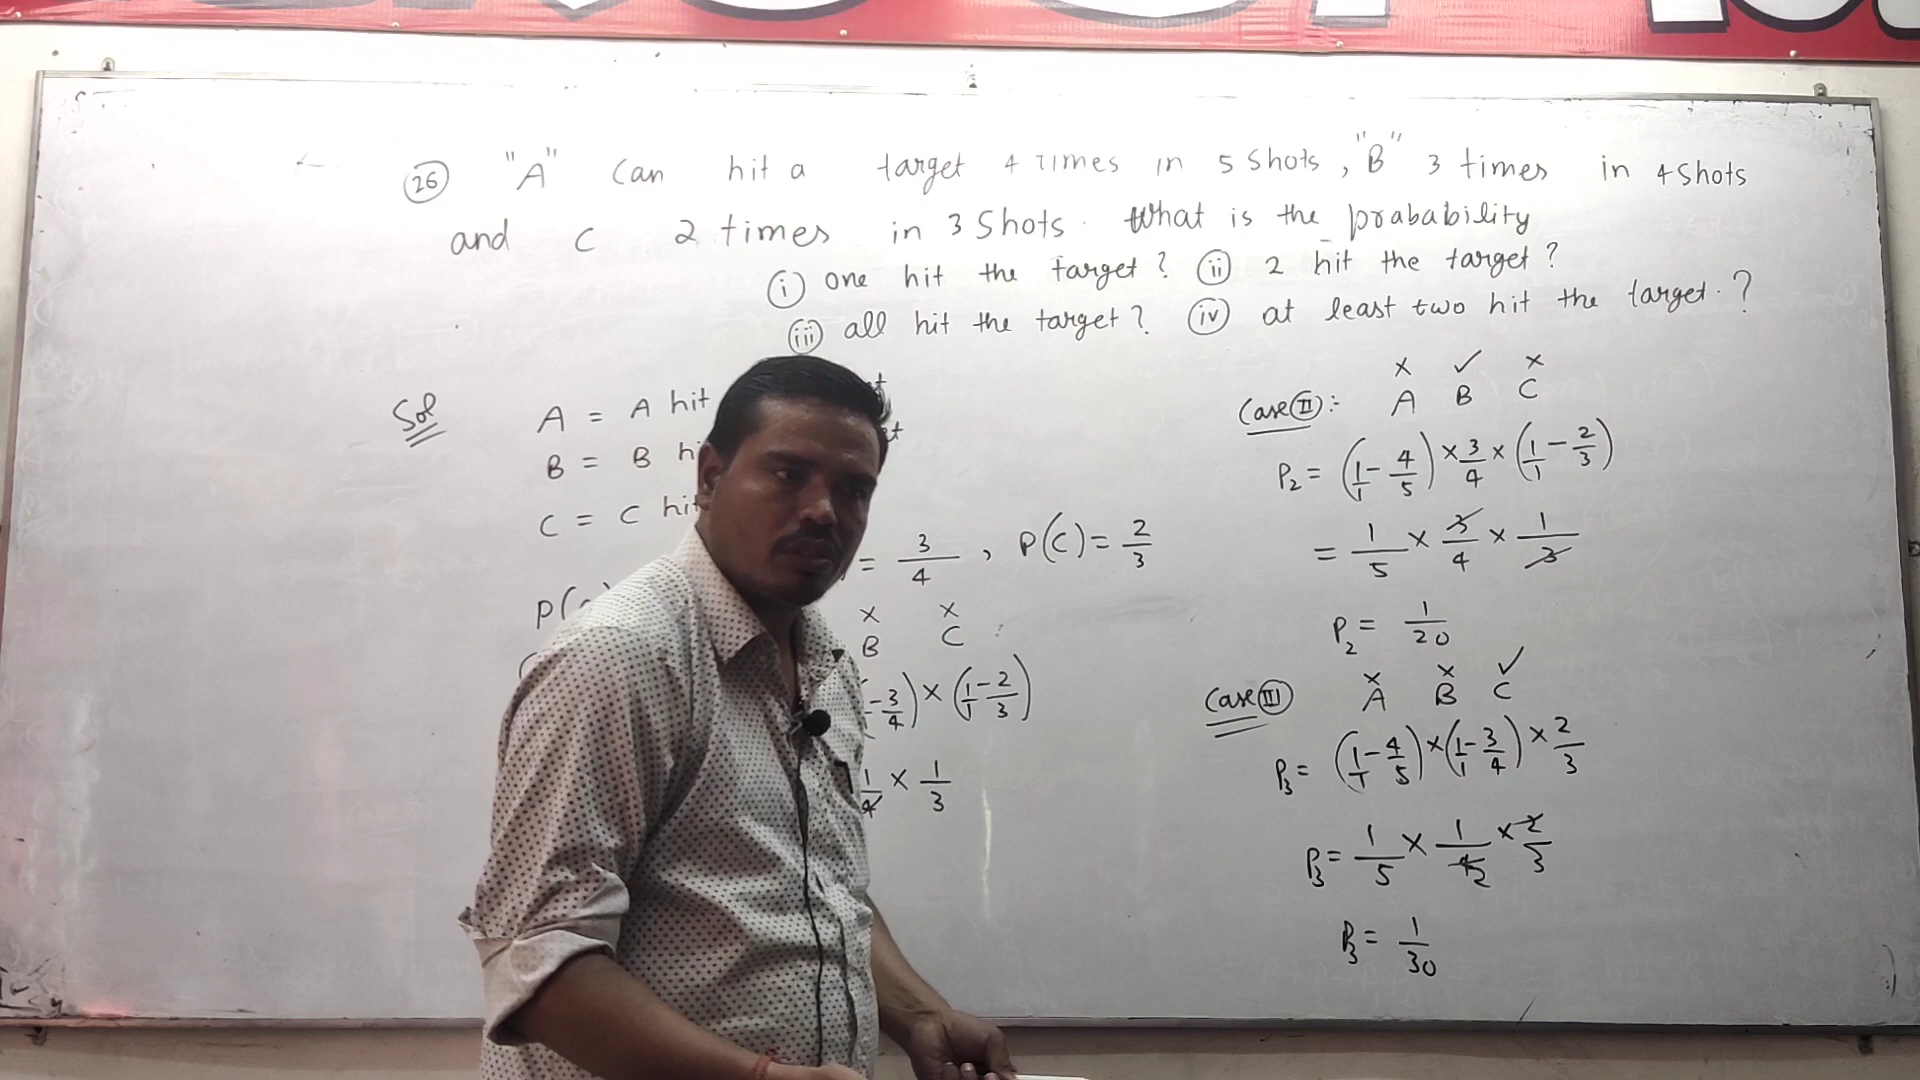 26 "A" can hit a target 4 times in 5 shots, "B" 3 times in 4 shots
and C 2 times in 3 shots. What is the prabability
(i) one hit the target? (ii) 2 hit the target?
(iii) all hit the target? (iv) at least two hit the target?
Sol A = A hit
B = B hi
C = C hit
= 3/4, P(C) = 2/3
× ×
B C
-3/4) × (1/1 - 2/3)
1/4 × 1/3
× ✓ ×
Case (II):- A B C
P₂ = (1/1 - 4/5) × 3/4 × (1/1 - 2/3)
= 1/5 × 3/4 × 1/3
P₂ = 1/20
× × ✓
Case (III) A B C
P₃ = (1/1 - 4/5) × (1/1 - 3/4) × 2/3
P₃ = 1/5 × 1/4 2 × 2/3
P₃ = 1/30